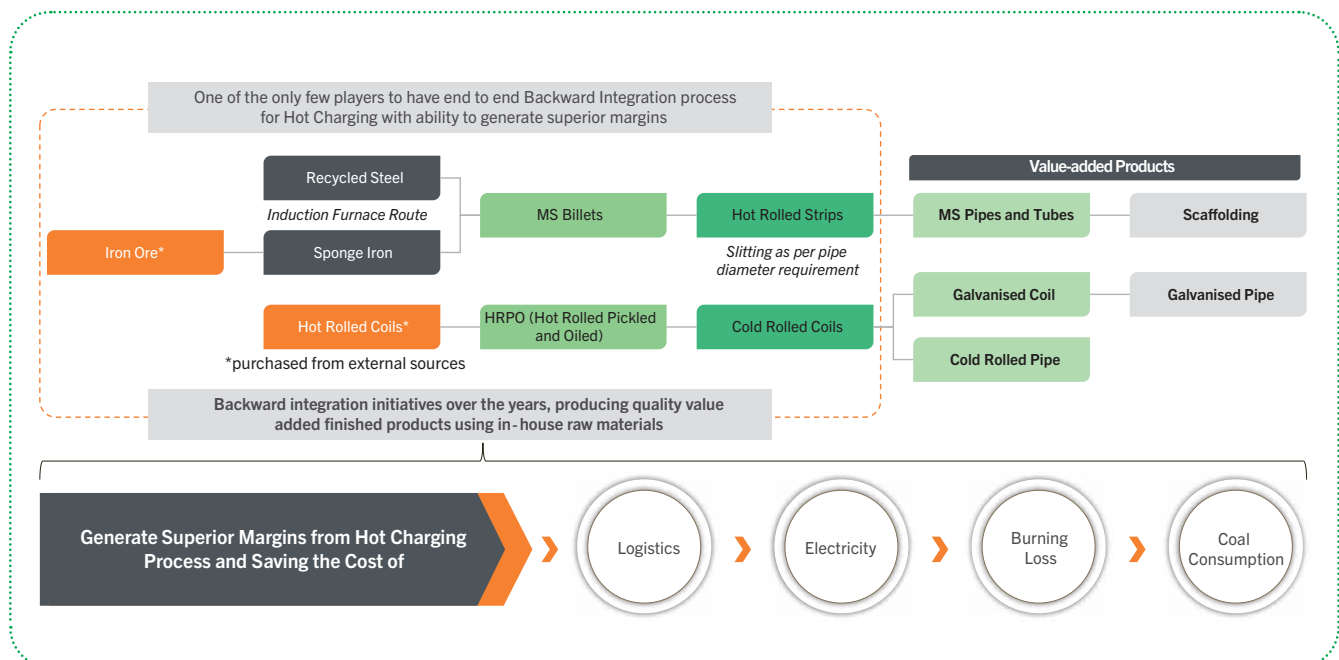 One of the only few players to have end to end Backward Integration process
for Hot Charging with ability to generate superior margins
Value-added Products
Recycled Steel
Induction Furnace Route
MS Billets
Hot Rolled Strips
MS Pipes and Tubes
Scaffolding
Iron Ore*
Sponge Iron
Slitting as per pipe
diameter requirement
Galvanised Coil
Galvanised Pipe
Hot Rolled Coils*
HRPO (Hot Rolled Pickled
and Oiled)
Cold Rolled Coils
Cold Rolled Pipe
*purchased from external sources
Backward integration initiatives over the years, producing quality value
added finished products using in-house raw materials
Generate Superior Margins from Hot Charging
Process and Saving the Cost of
Logistics
Electricity
Burning
Loss
Coal
Consumption